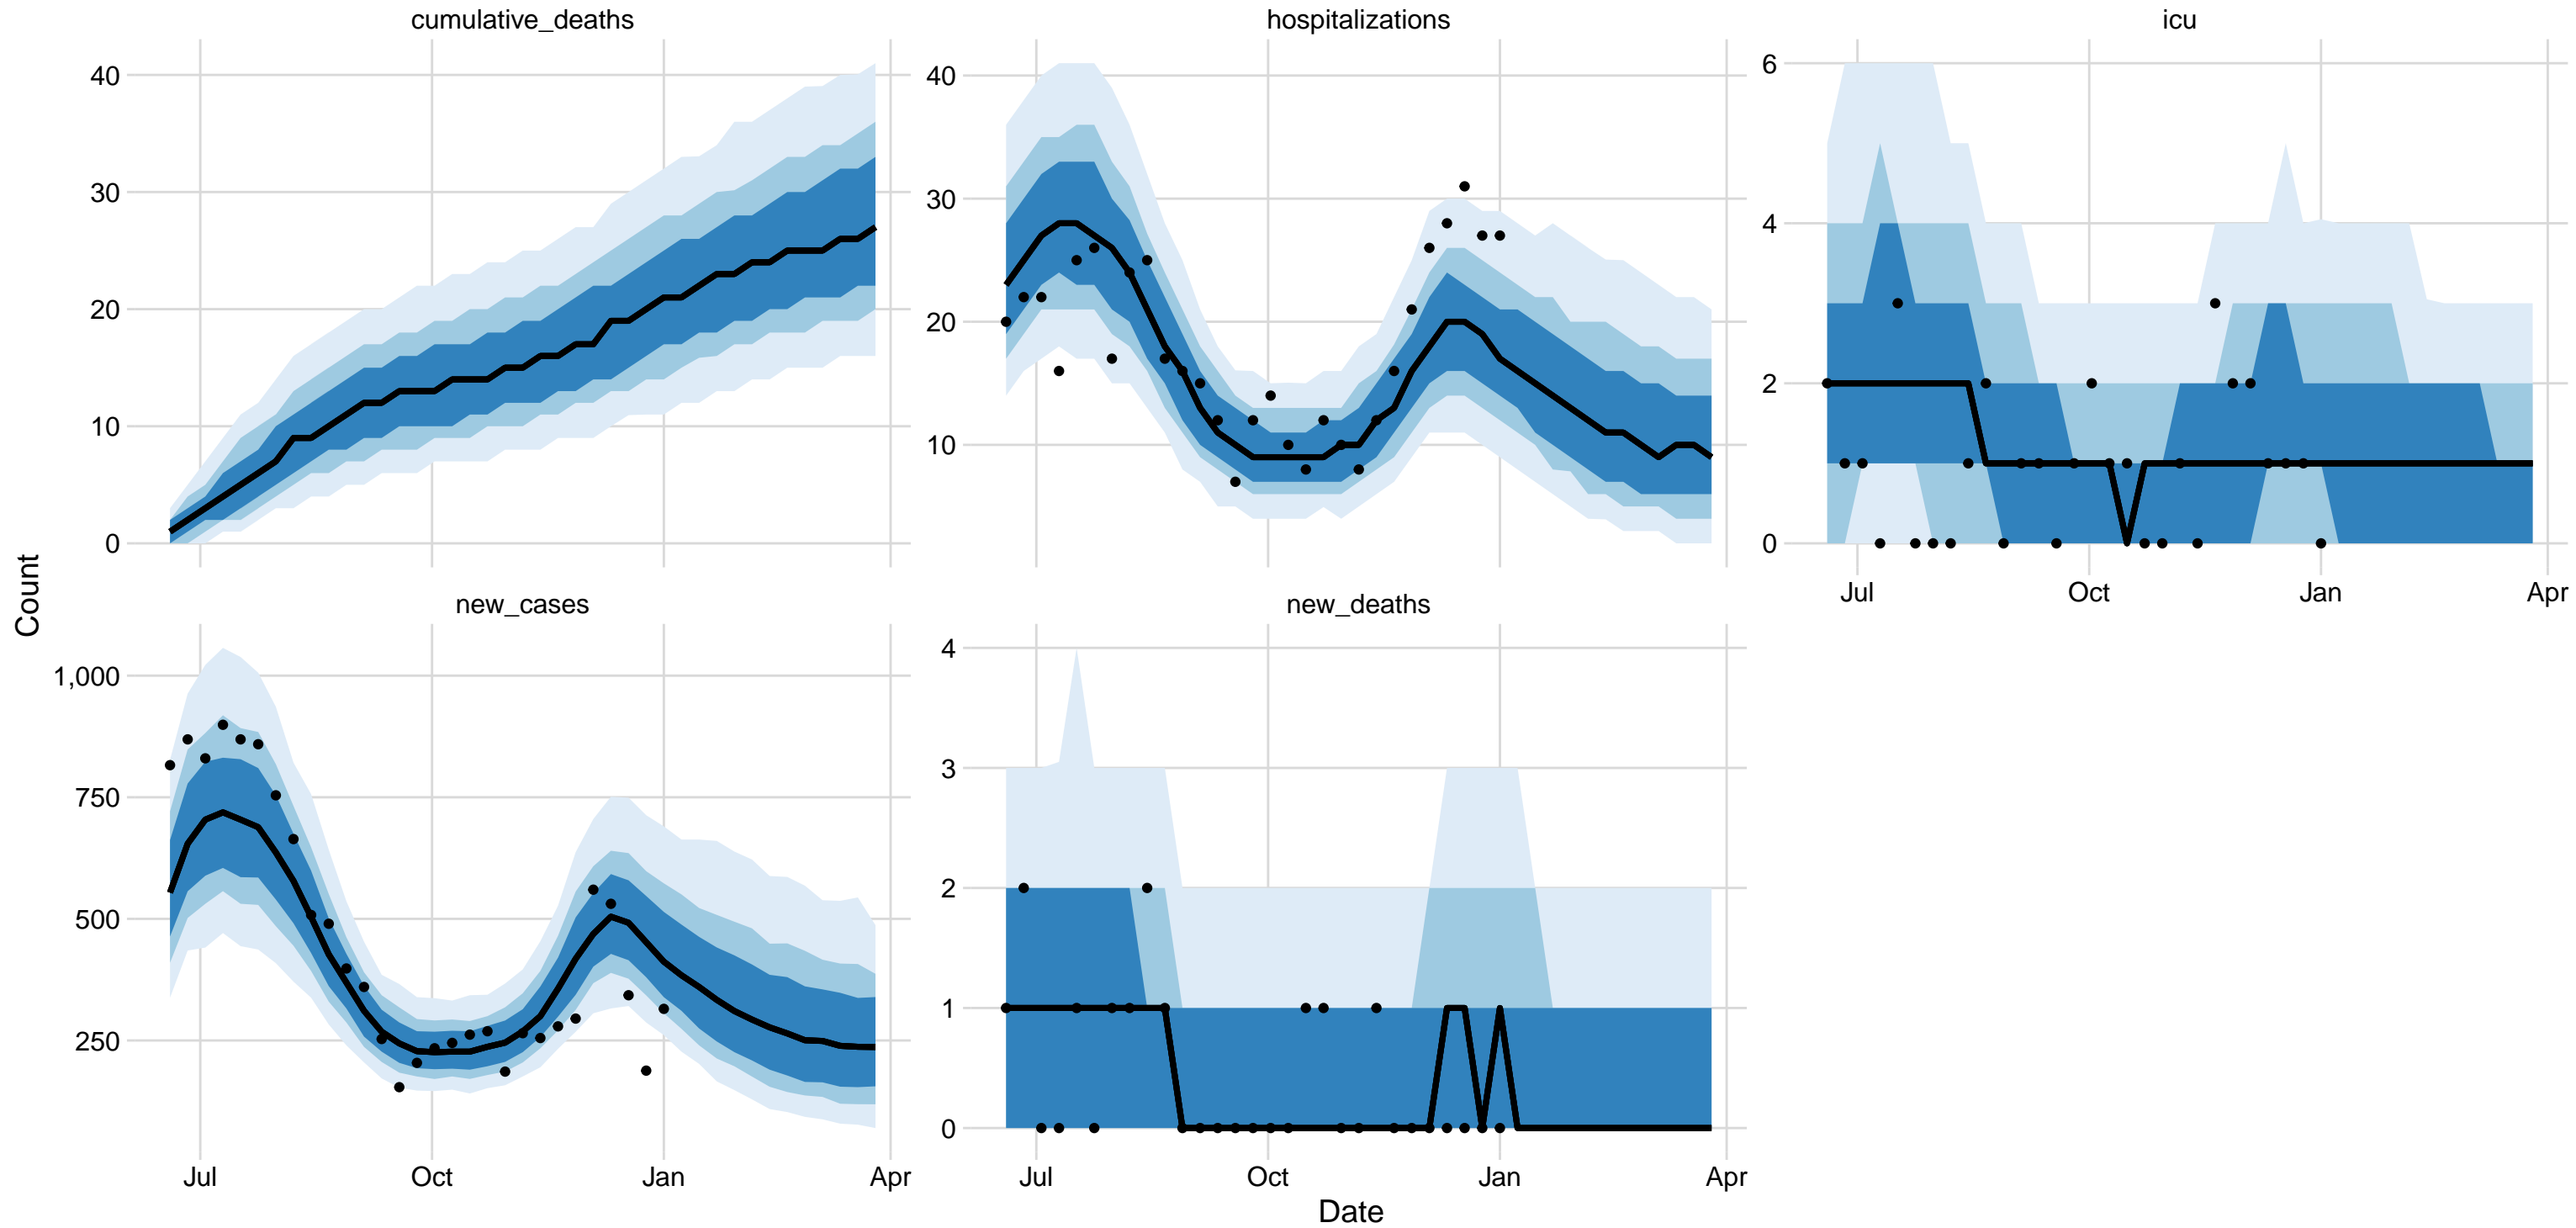 cumulative_deaths
hospitalizations
icu
40
30
20
10
0
40
30
20
10
6
4
2
0
Jul
Oct
Jan
Apr
Count
new_cases
new_deaths
1,000
750
500
250
4
3
2
1
0
Jul
Oct
Jan
Apr
Jul
Oct
Jan
Apr
Date